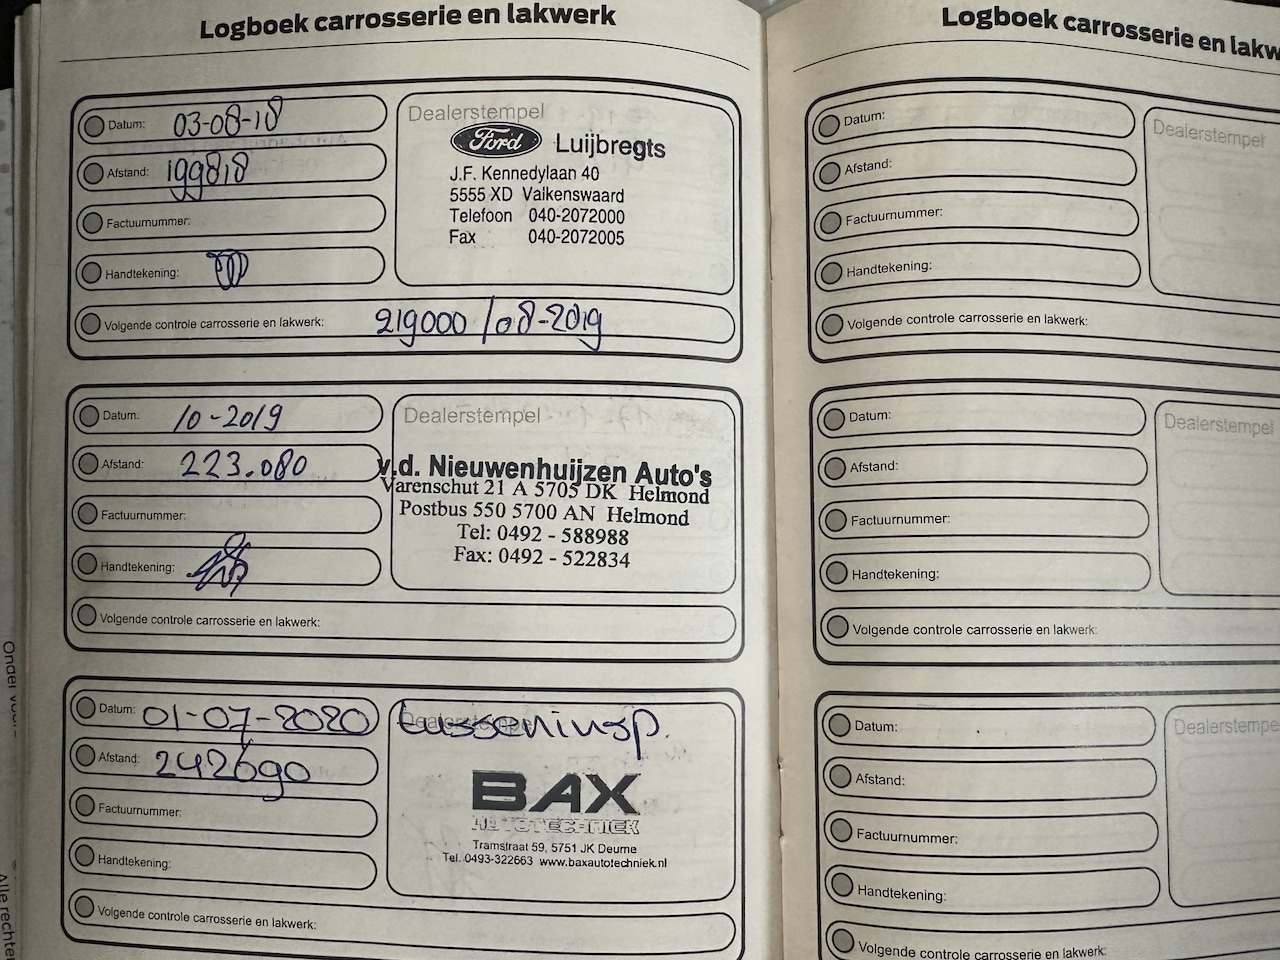 Logboek carrosserie en lakwerk
Datum: 03-08-18
Afstand: 199818
Factuurnummer:
Handtekening:
Dealerstempel
Ford Luijbregts
J.F. Kennedylaan 40
5555 XD Valkenswaard
Telefoon 040-2072000
Fax 040-2072005
Volgende controle carrosserie en lakwerk: 219000 / 08-2019
Datum: 10-2019
Afstand: 223.080
Factuurnummer:
Handtekening:
Dealerstempel
v.d. Nieuwenhuijzen Auto's
Varenschut 21 A 5705 DK Helmond
Postbus 550 5700 AN Helmond
Tel: 0492 - 588988
Fax: 0492 - 522834
Volgende controle carrosserie en lakwerk:
Datum: 01-07-2020
Afstand: 242690
Factuurnummer:
Handtekening:
Dealerstempel
tusseninsp.
BAX
AUTOTECHNIEK
Tramstraat 59, 5751 JK Deurne
Tel. 0493-322663 www.baxautotechniek.nl
Volgende controle carrosserie en lakwerk:
Logboek carrosserie en lakw
Datum:
Afstand:
Factuurnummer:
Handtekening:
Dealerstempel
Volgende controle carrosserie en lakwerk:
Datum:
Afstand:
Factuurnummer:
Handtekening:
Dealerstempel
Volgende controle carrosserie en lakwerk:
Datum:
Afstand:
Factuurnummer:
Handtekening:
Dealerstempe
Volgende controle carrosserie en lakwerk:
Alle rechte